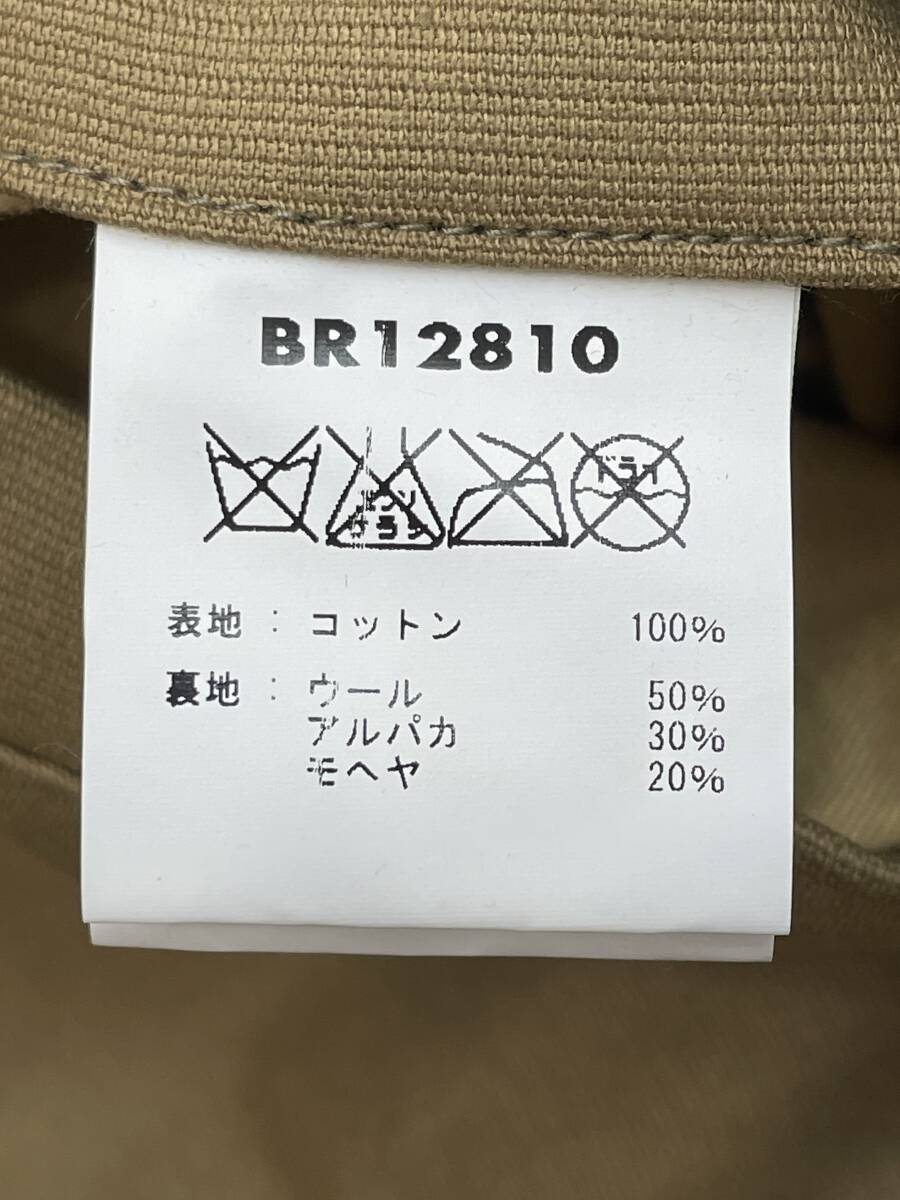 BR12810
エンソ
サラシ
ドライ
表地 : コットン 100%
裏地 : ウール 50%
アルパカ 30%
モヘヤ 20%